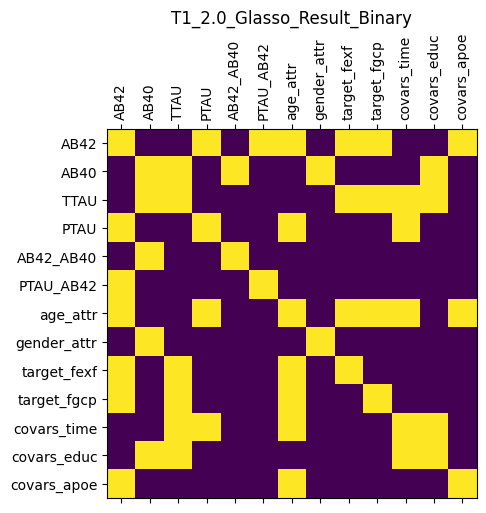 T1_2.0_Glasso_Result_Binary
AB42
AB40
TTAU
PTAU
AB42_AB40
PTAU_AB42
age_attr
gender_attr
target_fexf
target_fgcp
covars_time
covars_educ
covars_apoe
AB42
AB40
TTAU
PTAU
AB42_AB40
PTAU_AB42
age_attr
gender_attr
target_fexf
target_fgcp
covars_time
covars_educ
covars_apoe